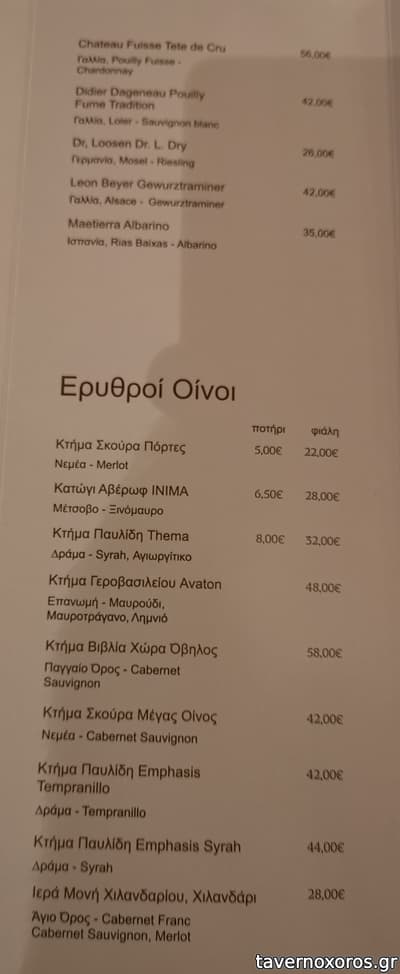 Chateau Fuisse Tete de Cru 56,00€
Γαλλία, Pouilly Fuisse -
Chardonnay
Didier Dageneau Pouilly
Fume Tradition 42,00€
Γαλλία, Loier - Sauvignon blanc
Dr, Loosen Dr. L. Dry 26,00€
Γερμανία, Mosel - Riesling
Leon Beyer Gewurztraminer 42,00€
Γαλλία, Alsace - Gewurztraminer
Maetierra Albarino 35,00€
Ισπανία, Rias Baixas - Albarino
Ερυθροί Οίνοι
ποτήρι φιάλη
Κτήμα Σκούρα Πόρτες 5,00€ 22,00€
Νεμέα - Merlot
Κατώγι Αβέρωφ INIMA 6,50€ 28,00€
Μέτσοβο - Ξινόμαυρο
Κτήμα Παυλίδη Thema 8,00€ 32,00€
Δράμα - Syrah, Αγιωργίτικο
Κτήμα Γεροβασιλείου Avaton 48,00€
Επανωμή - Μαυρούδι,
Μαυροτράγανο, Λημνιό
Κτήμα Βιβλία Χώρα Όβηλος 58,00€
Παγγαίο Όρος - Cabernet
Sauvignon
Κτήμα Σκούρα Μέγας Οίνος 42,00€
Νεμέα - Cabernet Sauvignon
Κτήμα Παυλίδη Emphasis 42,00€
Tempranillo
Δράμα - Tempranillo
Κτήμα Παυλίδη Emphasis Syrah 44,00€
Δράμα - Syrah
Ιερά Μονή Χιλανδαρίου, Χιλανδάρι 28,00€
Άγιο Όρος - Cabernet Franc
Cabernet Sauvignon, Merlot
tavernoxoros.gr